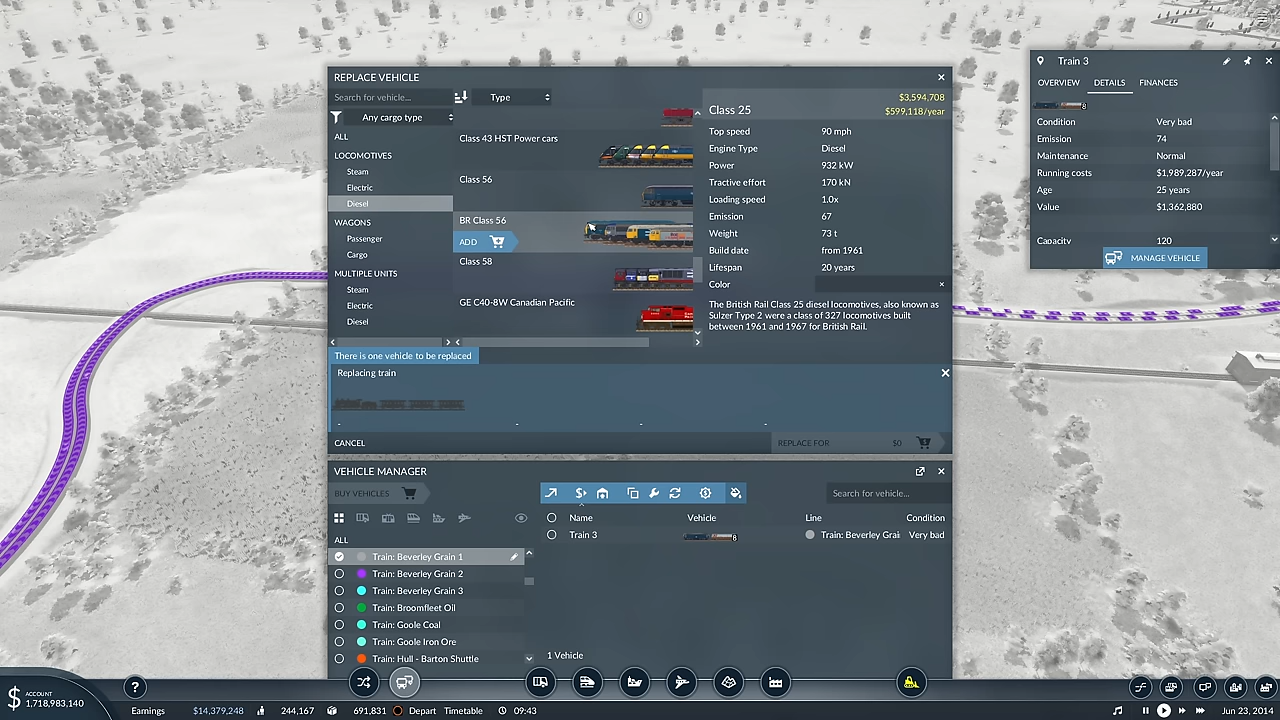 REPLACE VEHICLE
Search for vehicle...
Type
Any cargo type
ALL
LOCOMOTIVES
Steam
Electric
Diesel
WAGONS
Passenger
Cargo
MULTIPLE UNITS
Steam
Electric
Diesel
Class 43 HST Power cars
Class 56
BR Class 56
ADD
Class 58
GE C40-8W Canadian Pacific
$3,594,708
Class 25
$599,118/year
Top speed 90 mph
Engine Type Diesel
Power 932 kW
Tractive effort 170 kN
Loading speed 1.0x
Emission 67
Weight 73 t
Build date from 1961
Lifespan 20 years
Color
The British Rail Class 25 diesel locomotives, also known as
Sulzer Type 2 were a class of 327 locomotives built
between 1961 and 1967 for British Rail.
There is one vehicle to be replaced
Replacing train
- - - -
CANCEL
REPLACE FOR $0
Train 3
OVERVIEW DETAILS FINANCES
8
Condition Very bad
Emission 74
Maintenance Normal
Running costs $1,989,287/year
Age 25 years
Value $1,362,880
Capacity 120
MANAGE VEHICLE
VEHICLE MANAGER
BUY VEHICLES
Search for vehicle...
ALL
Train: Beverley Grain 1
Train: Beverley Grain 2
Train: Beverley Grain 3
Train: Broomfleet Oil
Train: Goole Coal
Train: Goole Iron Ore
Train: Hull - Barton Shuttle
Name Vehicle Line Condition
Train 3 8 Train: Beverley Grai Very bad
1 Vehicle
?
$ ACCOUNT
1,718,983,140
Earnings $14,379,248 244,167 691,831 Depart Timetable 09:43
Jun 23, 2014